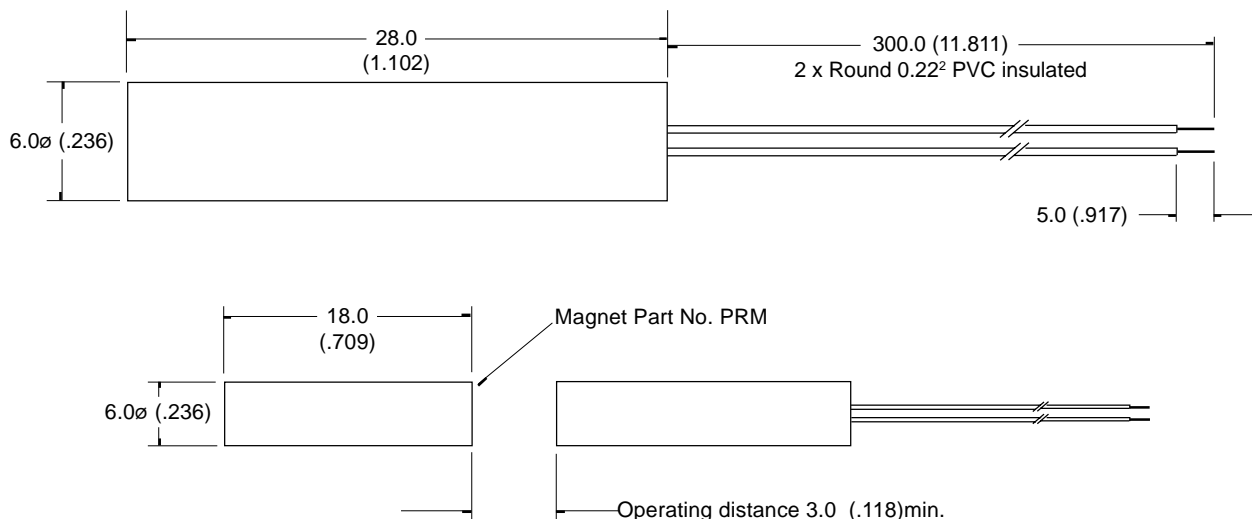 28.0
(1.102)
300.0 (11.811)
2 x Round 0.22² PVC insulated
6.0ø (.236)
5.0 (.917)
18.0
(.709)
Magnet Part No. PRM
6.0ø (.236)
Operating distance 3.0 (.118)min.